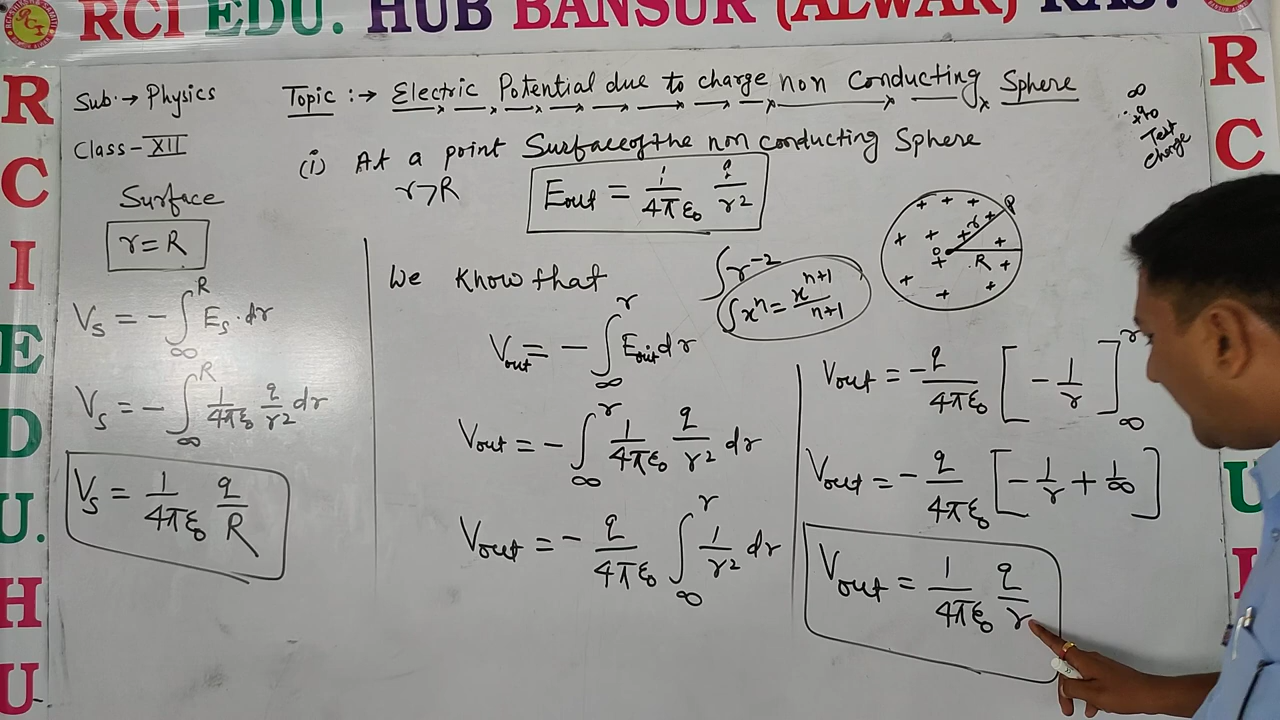 RCI EDU. HUB BANSUR (ALWAR) RAJ.
R
C
I
E
D
U.
H
U
R
C
U
I
Sub.→ Physics
Class-XII
Topic :→ Electric Potential due to charge non Conducting Sphere
(i) At a point Surface of the non conducting Sphere
r>R
Eout = 1/4πε₀ q/r²
∞
+q₀
Test
charge
Surface
r=R
Vs = -∫∞^R Es.dr
Vs = -∫∞^R 1/4πε₀ q/r² dr
Vs = 1/4πε₀ q/R
We Know that
∫r⁻²
∫xⁿ = xⁿ⁺¹/n+1
Vout = -∫∞^r Eout dr
Vout = -∫∞^r 1/4πε₀ q/r² dr
Vout = -q/4πε₀ ∫∞^r 1/r² dr
P
r
O
R
Vout = -q/4πε₀ [-1/r]∞^r
Vout = -q/4πε₀ [-1/r + 1/∞]
Vout = 1/4πε₀ q/r